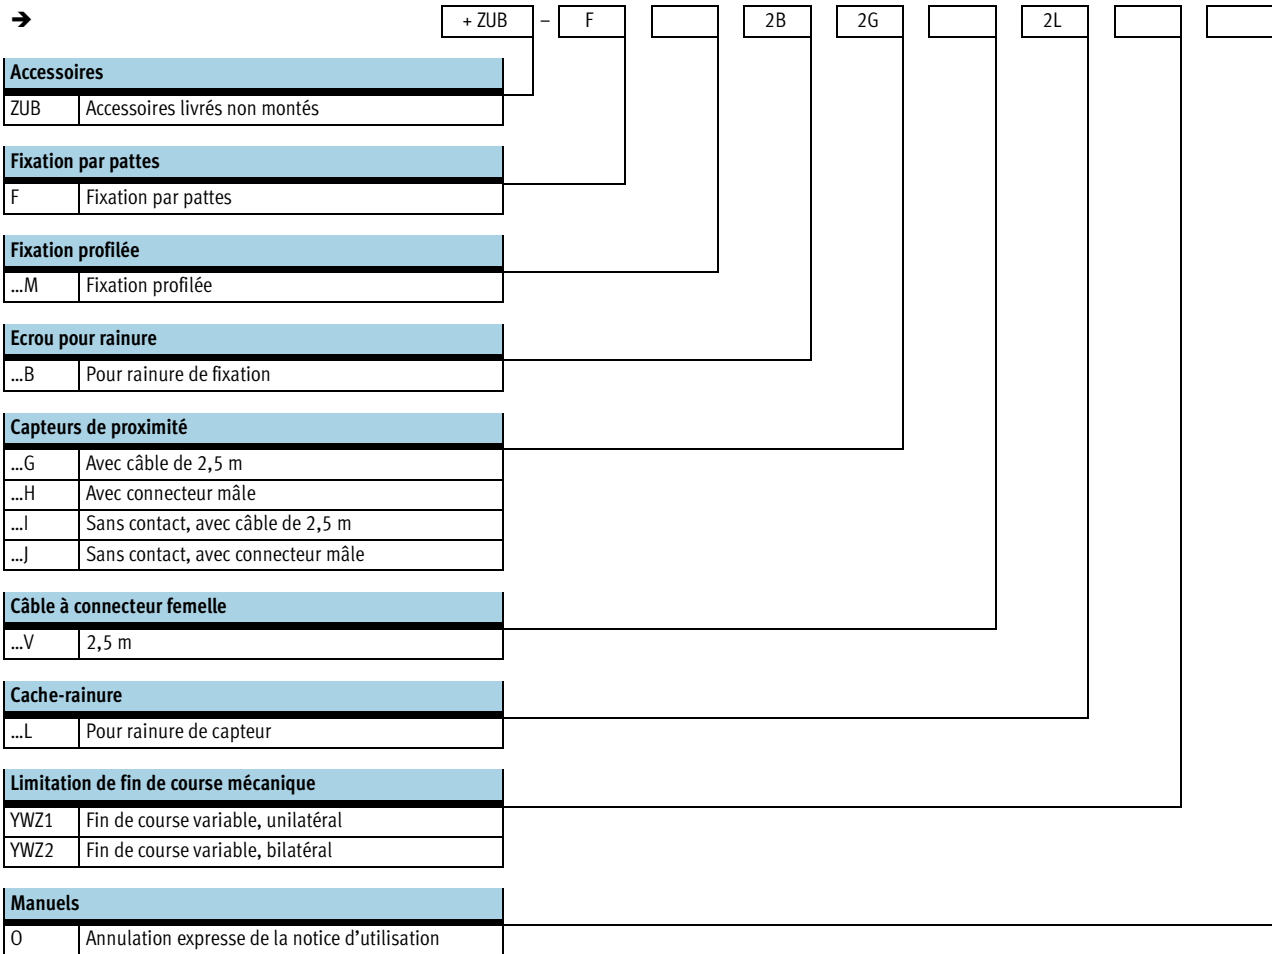 ➔ + ZUB – F 2B 2G 2L
Accessoires
ZUB Accessoires livrés non montés
Fixation par pattes
F Fixation par pattes
Fixation profilée
...M Fixation profilée
Ecrou pour rainure
...B Pour rainure de fixation
Capteurs de proximité
...G Avec câble de 2,5 m
...H Avec connecteur mâle
...I Sans contact, avec câble de 2,5 m
...J Sans contact, avec connecteur mâle
Câble à connecteur femelle
...V 2,5 m
Cache-rainure
...L Pour rainure de capteur
Limitation de fin de course mécanique
YWZ1 Fin de course variable, unilatéral
YWZ2 Fin de course variable, bilatéral
Manuels
O Annulation expresse de la notice d’utilisation